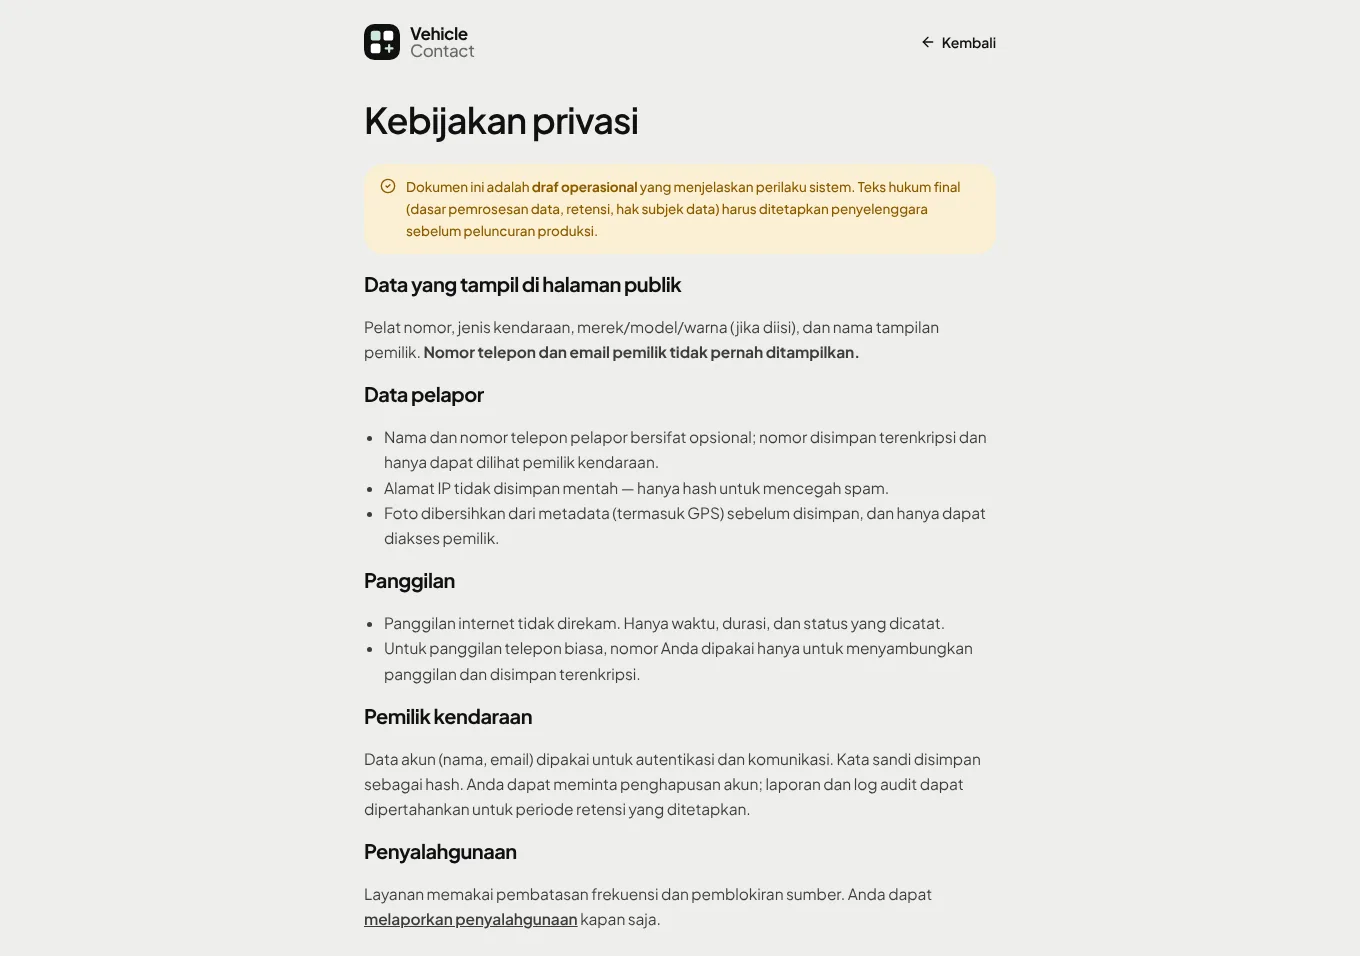 Vehicle
Contact
Kembali
Kebijakan privasi
Dokumen ini adalah draf operasional yang menjelaskan perilaku sistem. Teks hukum final
(dasar pemrosesan data, retensi, hak subjek data) harus ditetapkan penyelenggara
sebelum peluncuran produksi.
Data yang tampil di halaman publik
Pelat nomor, jenis kendaraan, merek/model/warna (jika diisi), dan nama tampilan
pemilik. Nomor telepon dan email pemilik tidak pernah ditampilkan.
Data pelapor
Nama dan nomor telepon pelapor bersifat opsional; nomor disimpan terenkripsi dan
hanya dapat dilihat pemilik kendaraan.
Alamat IP tidak disimpan mentah — hanya hash untuk mencegah spam.
Foto dibersihkan dari metadata (termasuk GPS) sebelum disimpan, dan hanya dapat
diakses pemilik.
Panggilan
Panggilan internet tidak direkam. Hanya waktu, durasi, dan status yang dicatat.
Untuk panggilan telepon biasa, nomor Anda dipakai hanya untuk menyambungkan
panggilan dan disimpan terenkripsi.
Pemilik kendaraan
Data akun (nama, email) dipakai untuk autentikasi dan komunikasi. Kata sandi disimpan
sebagai hash. Anda dapat meminta penghapusan akun; laporan dan log audit dapat
dipertahankan untuk periode retensi yang ditetapkan.
Penyalahgunaan
Layanan memakai pembatasan frekuensi dan pemblokiran sumber. Anda dapat
melaporkan penyalahgunaan kapan saja.